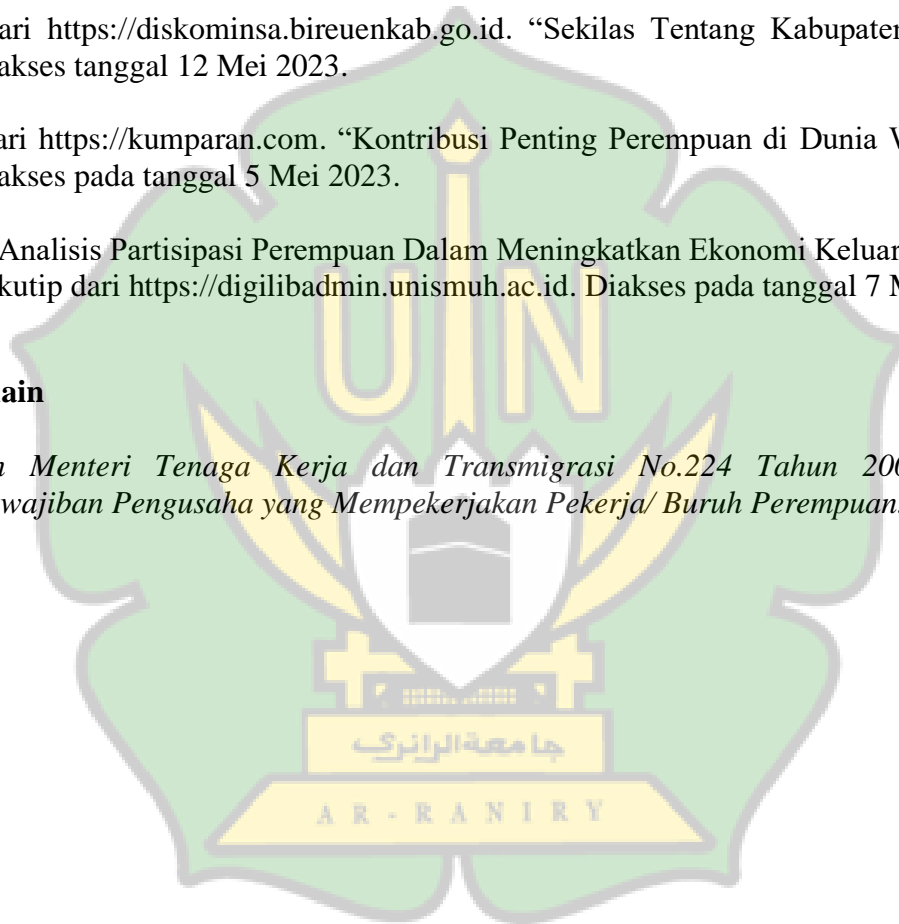 ari https://diskominsa.bireuenkab.go.id. “Sekilas Tentang Kabupaten
akses tanggal 12 Mei 2023.
ari https://kumparan.com. “Kontribusi Penting Perempuan di Dunia
akses pada tanggal 5 Mei 2023.
Analisis Partisipasi Perempuan Dalam Meningkatkan Ekonomi Keluar
kutip dari https://digilibadmin.unismuh.ac.id. Diakses pada tanggal 7 M
UIN
ain
n Menteri Tenaga Kerja dan Transmigrasi No.224 Tahun 200
wajiban Pengusaha yang Mempekerjakan Pekerja/ Buruh Perempuan.
جامعة الرانري
AR-RANIRY